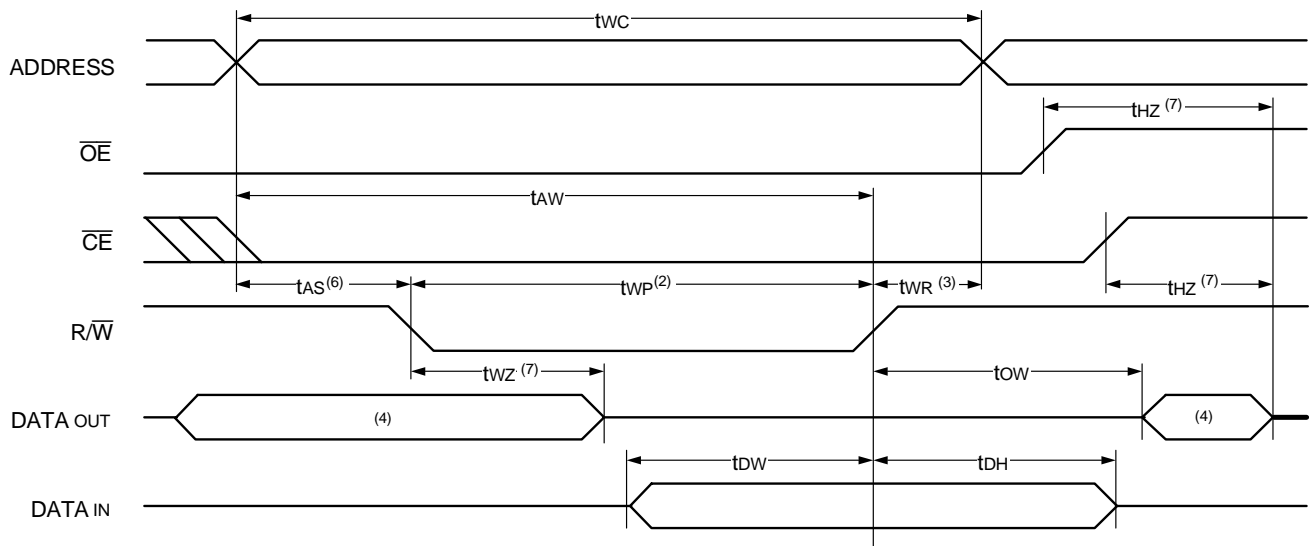 tWC
ADDRESS
tHZ (7)
OE
tAW
CE
tAS(6)
tWP(2)
tWR (3)
tHZ (7)
R/W
tWZ (7)
tOW
DATA OUT
(4)
(4)
tDW
tDH
DATA IN